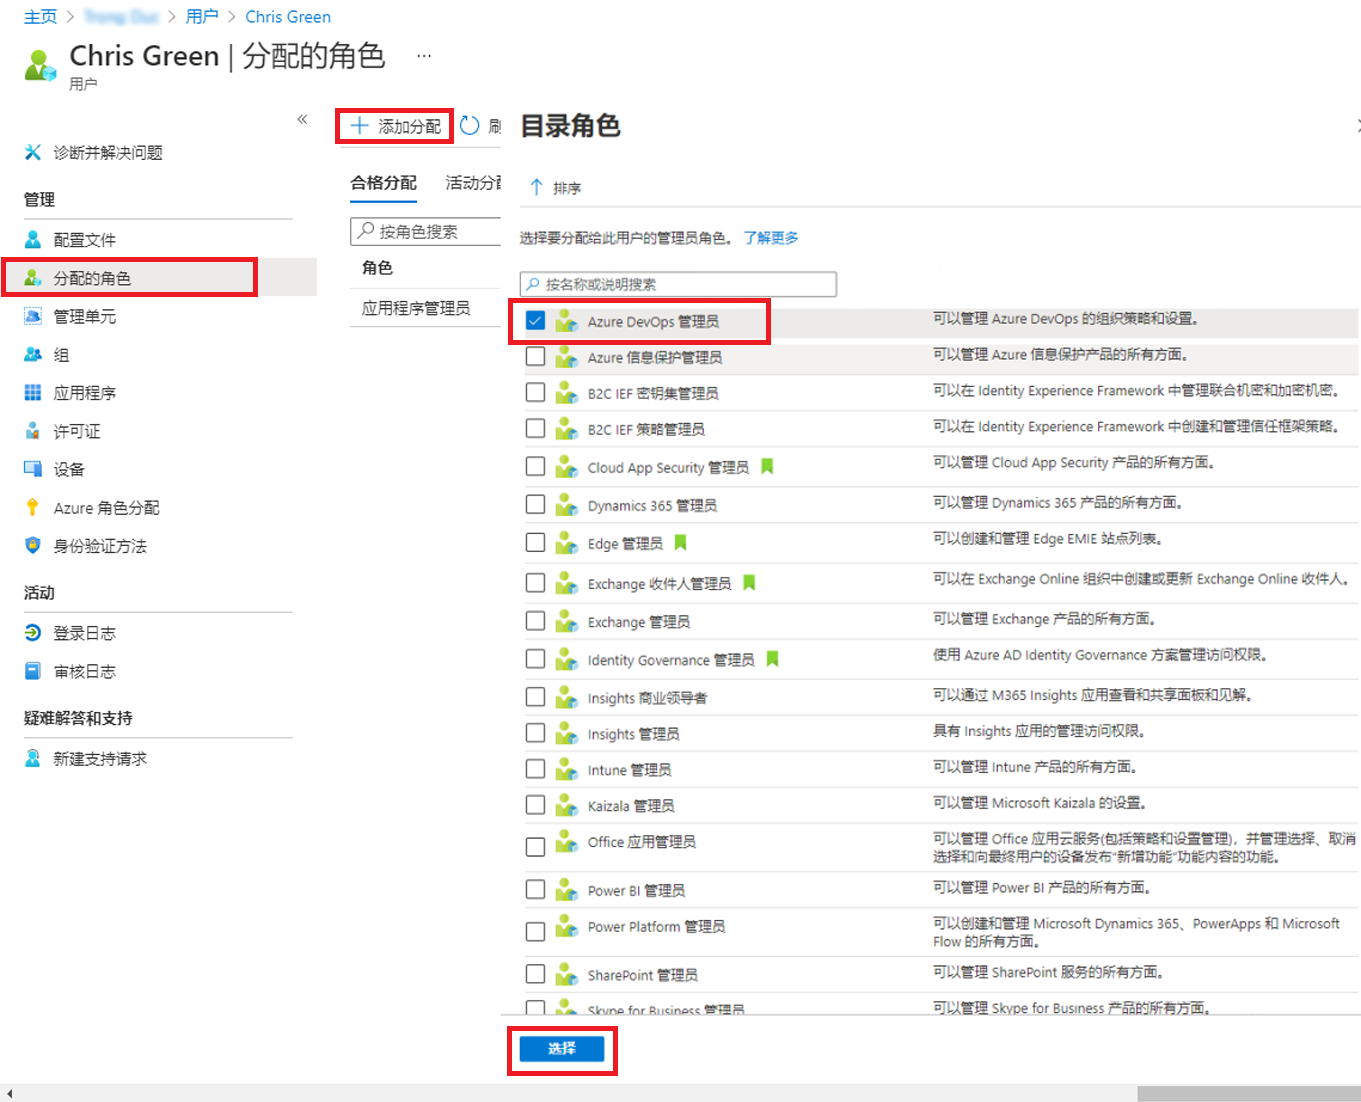 主页 > > 用户 > Chris Green
Chris Green | 分配的角色 ...
用户
«
诊断并解决问题
管理
配置文件
分配的角色
管理单元
组
应用程序
许可证
设备
Azure 角色分配
身份验证方法
活动
登录日志
审核日志
疑难解答和支持
新建支持请求
添加分配 刷
合格分配 活动分配
按角色搜索
角色
应用程序管理员
目录角色
排序
选择要分配给此用户的管理员角色。 了解更多
按名称或说明搜索
Azure DevOps 管理员 可以管理 Azure DevOps 的组织策略和设置。
Azure 信息保护管理员 可以管理 Azure 信息保护产品的所有方面。
B2C IEF 密钥集管理员 可以在 Identity Experience Framework 中管理联合机密和加密机密。
B2C IEF 策略管理员 可以在 Identity Experience Framework 中创建和管理信任框架策略。
Cloud App Security 管理员 可以管理 Cloud App Security 产品的所有方面。
Dynamics 365 管理员 可以管理 Dynamics 365 产品的所有方面。
Edge 管理员 可以创建和管理 Edge EMIE 站点列表。
Exchange 收件人管理员 可以在 Exchange Online 组织中创建或更新 Exchange Online 收件人。
Exchange 管理员 可以管理 Exchange 产品的所有方面。
Identity Governance 管理员 使用 Azure AD Identity Governance 方案管理访问权限。
Insights 商业领导者 可以通过 M365 Insights 应用查看和共享面板和见解。
Insights 管理员 具有 Insights 应用的管理访问权限。
Intune 管理员 可以管理 Intune 产品的所有方面。
Kaizala 管理员 可以管理 Microsoft Kaizala 的设置。
Office 应用管理员 可以管理 Office 应用云服务(包括策略和设置管理)，并管理选择、取消
选择和向最终用户的设备发布“新增功能”功能内容的功能。
Power BI 管理员 可以管理 Power BI 产品的所有方面。
Power Platform 管理员 可以创建和管理 Microsoft Dynamics 365、PowerApps 和 Microsoft
Flow 的所有方面。
SharePoint 管理员 可以管理 SharePoint 服务的所有方面。
Skype for Business 管理员 可以管理 Skype for Business 产品的所有方面。
选择